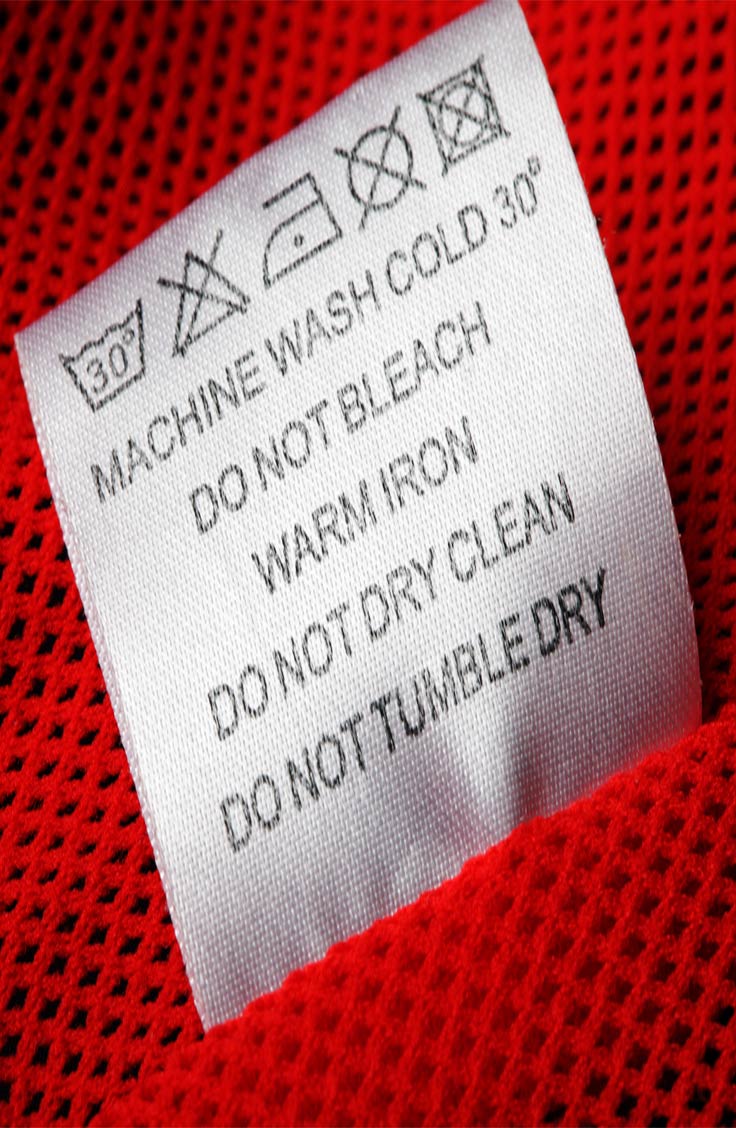 30°
MACHINE WASH COLD 30°
DO NOT BLEACH
WARM IRON
DO NOT DRY CLEAN
DO NOT TUMBLE DRY